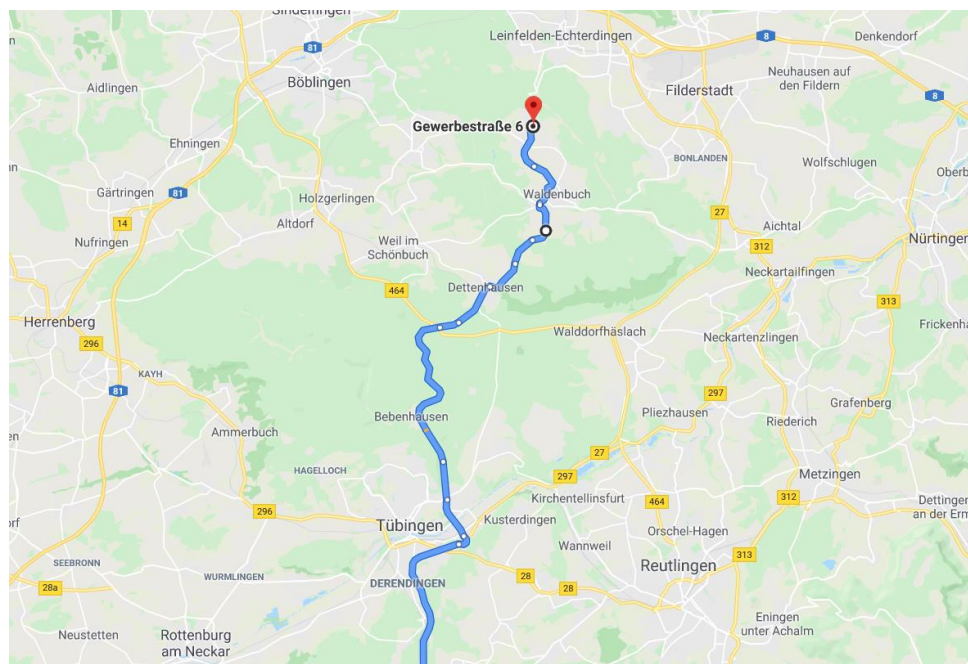 Sindelfingen
Leinfelden-Echterdingen
8
Denkendorf
81
Böblingen
Neuhausen auf
den Fildern
Aidlingen
Filderstadt
8
Gewerbestraße 6
Ehningen
BONLANDEN
Wolfschlugen
Oberb
Gärtringen
81
Holzgerlingen
Waldenbuch
14
Altdorf
27
Aichtal
Nufringen
Weil im
Schönbuch
312
Nürtingen
Neckartailfingen
464
Dettenhausen
313
Herrenberg
Walddorfhäslach
Frickenha
296
Neckartenzlingen
KAYH
81
297
Grafenberg
Bebenhausen
Pliezhausen
Riederich
Ammerbuch
27
HAGELLOCH
297
Metzingen
Kirchentellinsfurt
312
464
Dettingen
an der Erm
296
Tübingen
Kusterdingen
Orschel-Hagen
orf
Wannweil
313
SEEBRONN
Reutlingen
WURMLINGEN
DERENDINGEN
28
28
28a
Eningen
unter Achalm
Neustetten
Rottenburg
am Neckar